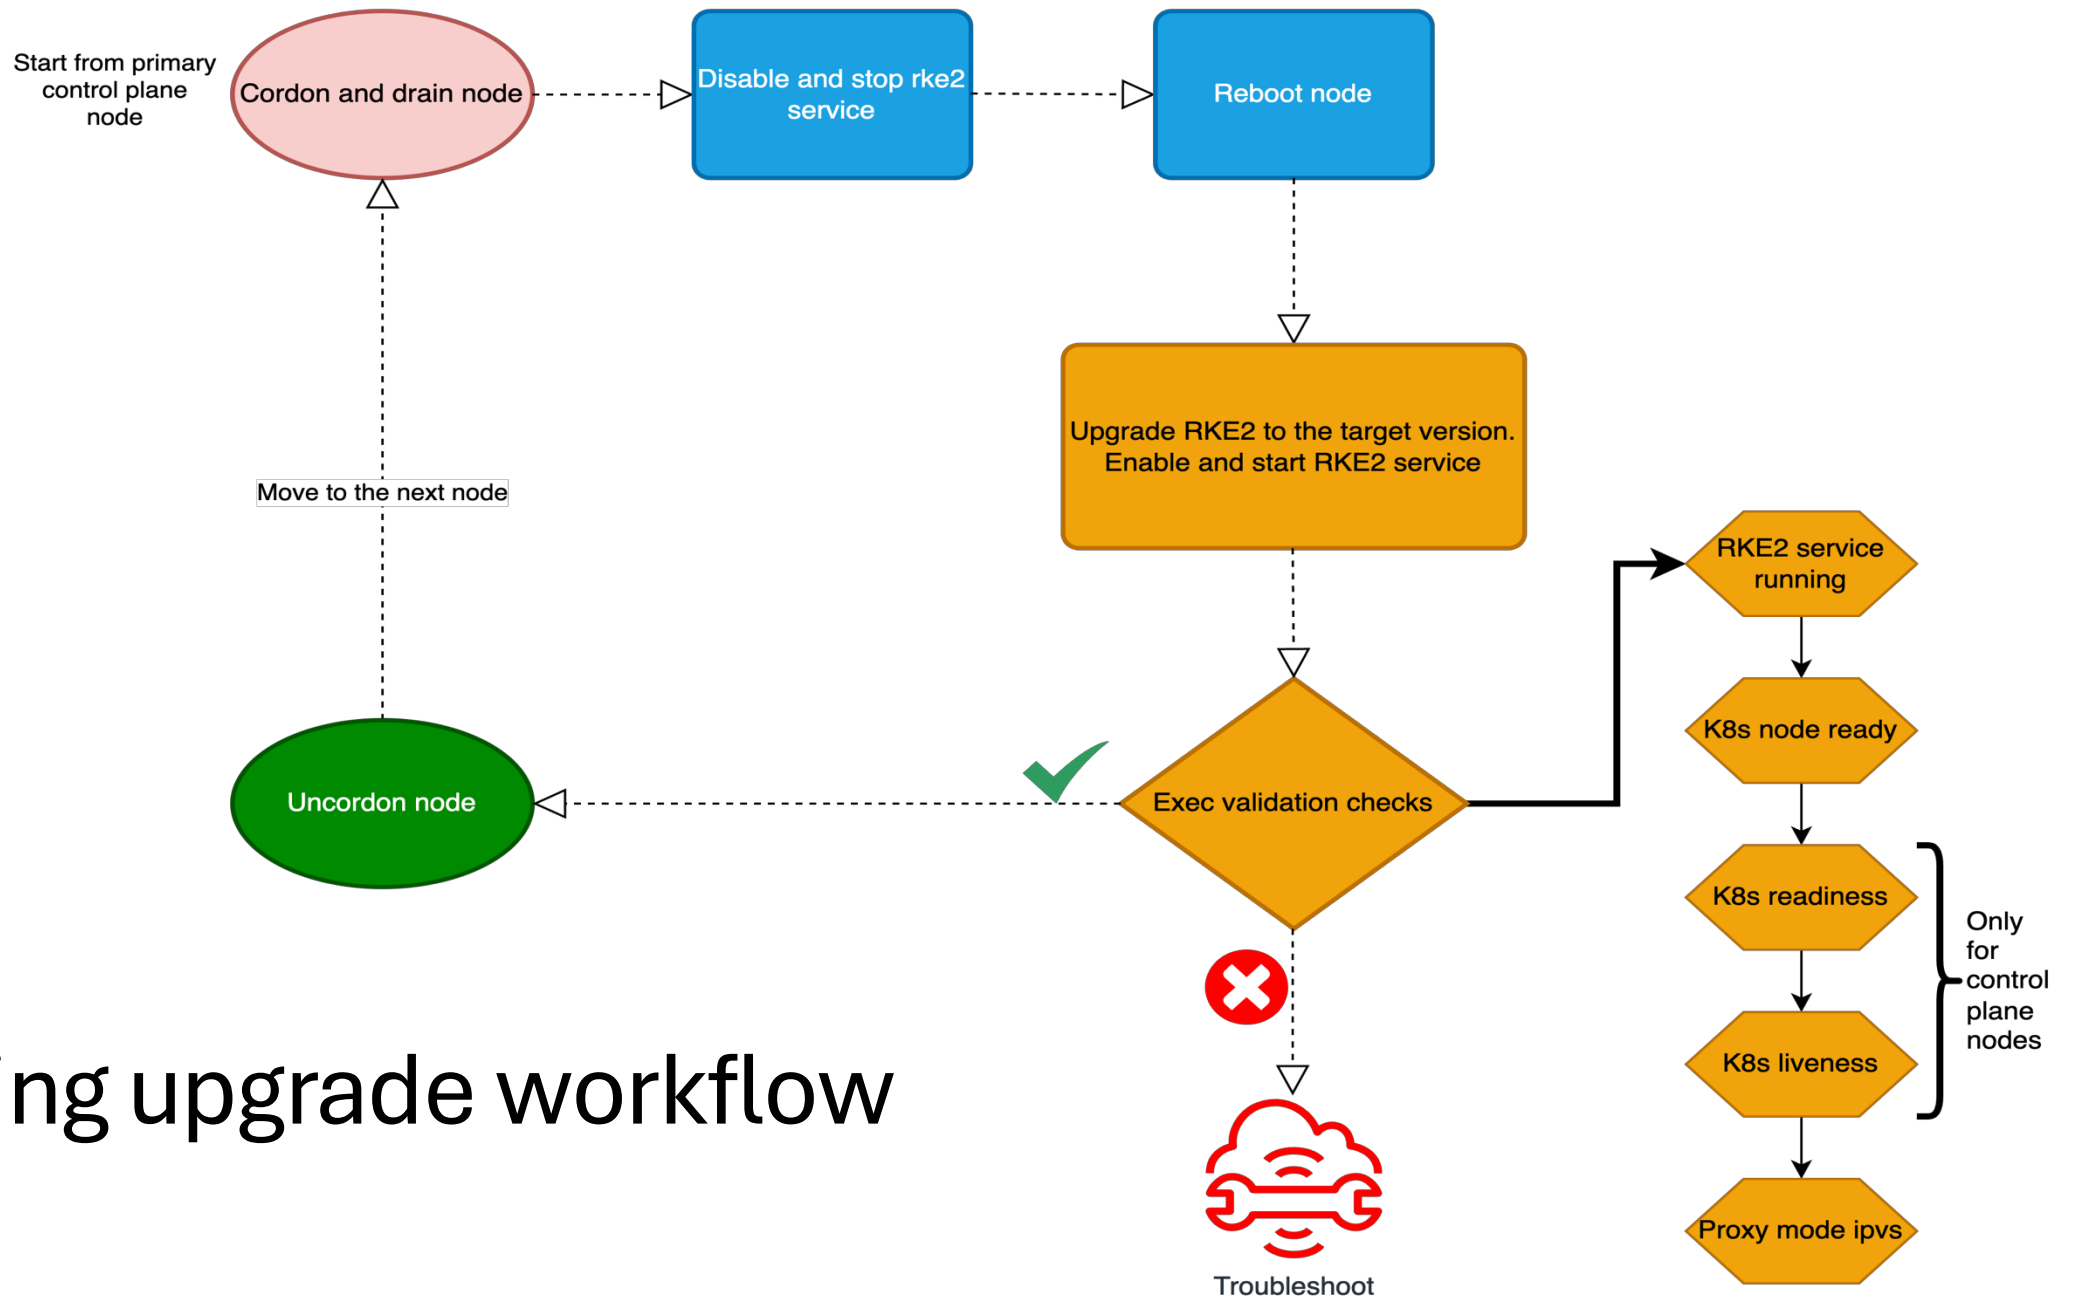 Start from primary
control plane
node
Cordon and drain node
Disable and stop rke2
service
Reboot node
Upgrade RKE2 to the target version.
Enable and start RKE2 service
Move to the next node
RKE2 service
running
K8s node ready
Uncordon node
Exec validation checks
K8s readiness
Only
for
control
plane
nodes
K8s liveness
ng upgrade workflow
Proxy mode ipvs
Troubleshoot